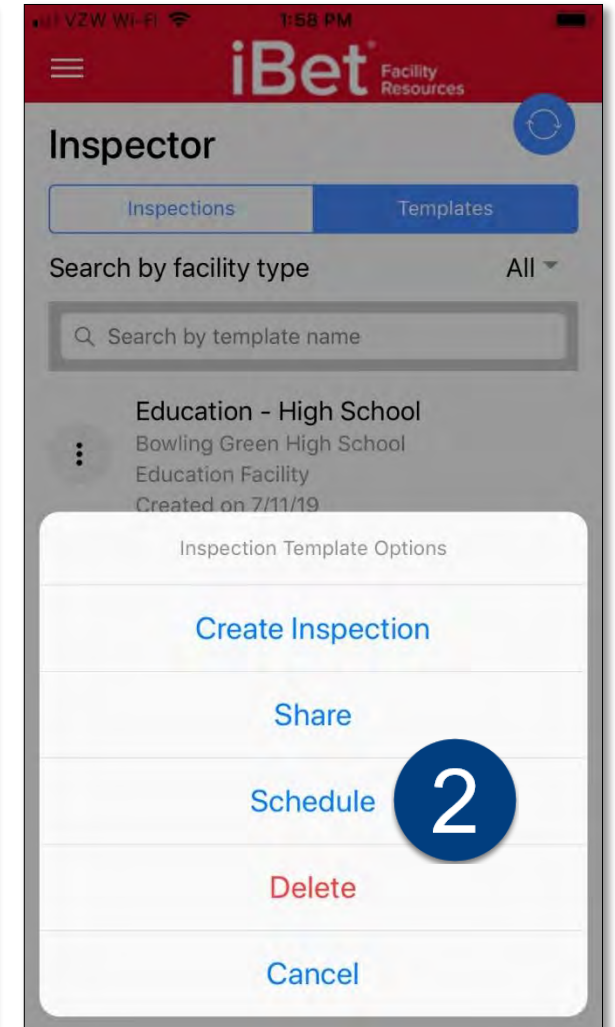 VZW Wi-Fi 1:58 PM
iBet Facility Resources
Inspector
Inspections Templates
Search by facility type All
Search by template name
Education - High School
Bowling Green High School
Education Facility
Created on 7/11/19
Inspection Template Options
Create Inspection
Share
Schedule 2
Delete
Cancel